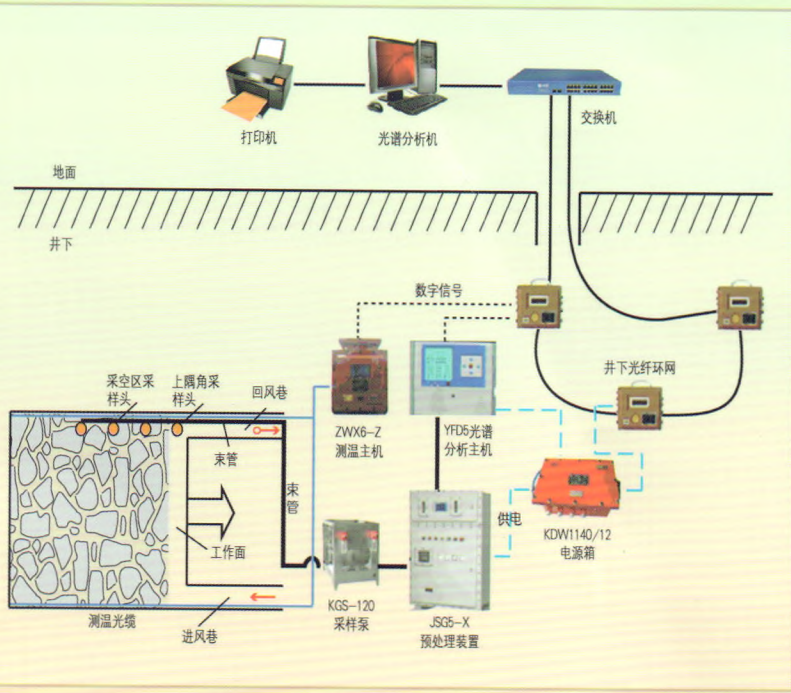 打印机
光谱分析机
交换机
地面
井下
数字信号
井下光纤环网
采空区采
样头
上隅角采
样头
回风巷
ZWX6-Z
测温主机
YFD5光谱
分析主机
束管
束
管
供电
KDW1140/12
电源箱
工作面
KGS-120
采样泵
JSG5-X
预处理装置
测温光缆
进风巷